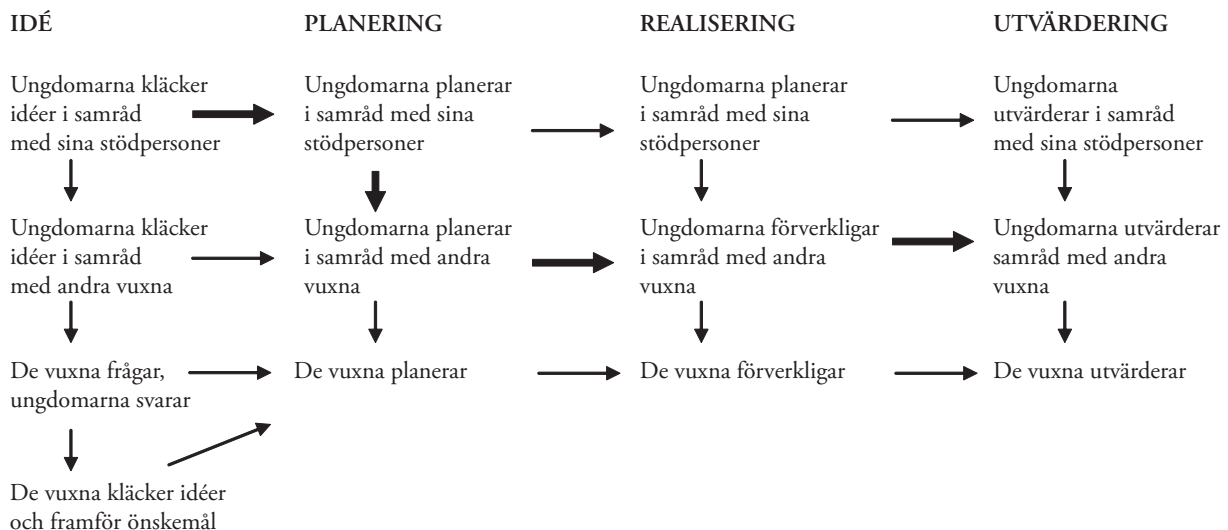 IDÉ
PLANERING
REALISERING
UTVÄRDERING
Ungdomarna kläcker
idéer i samråd
med sina stödpersoner
Ungdomarna planerar
i samråd med sina
stödpersoner
Ungdomarna planerar
i samråd med sina
stödpersoner
Ungdomarna
utvärderar i samråd
med sina stödpersoner
Ungdomarna kläcker
idéer i samråd
med andra vuxna
Ungdomarna planerar
i samråd med andra
vuxna
Ungdomarna förverkligar
i samråd med andra
vuxna
Ungdomarna utvärderar
samråd med andra
vuxna
De vuxna frågar,
ungdomarna svarar
De vuxna planerar
De vuxna förverkligar
De vuxna utvärderar
De vuxna kläcker idéer
och framför önskemål